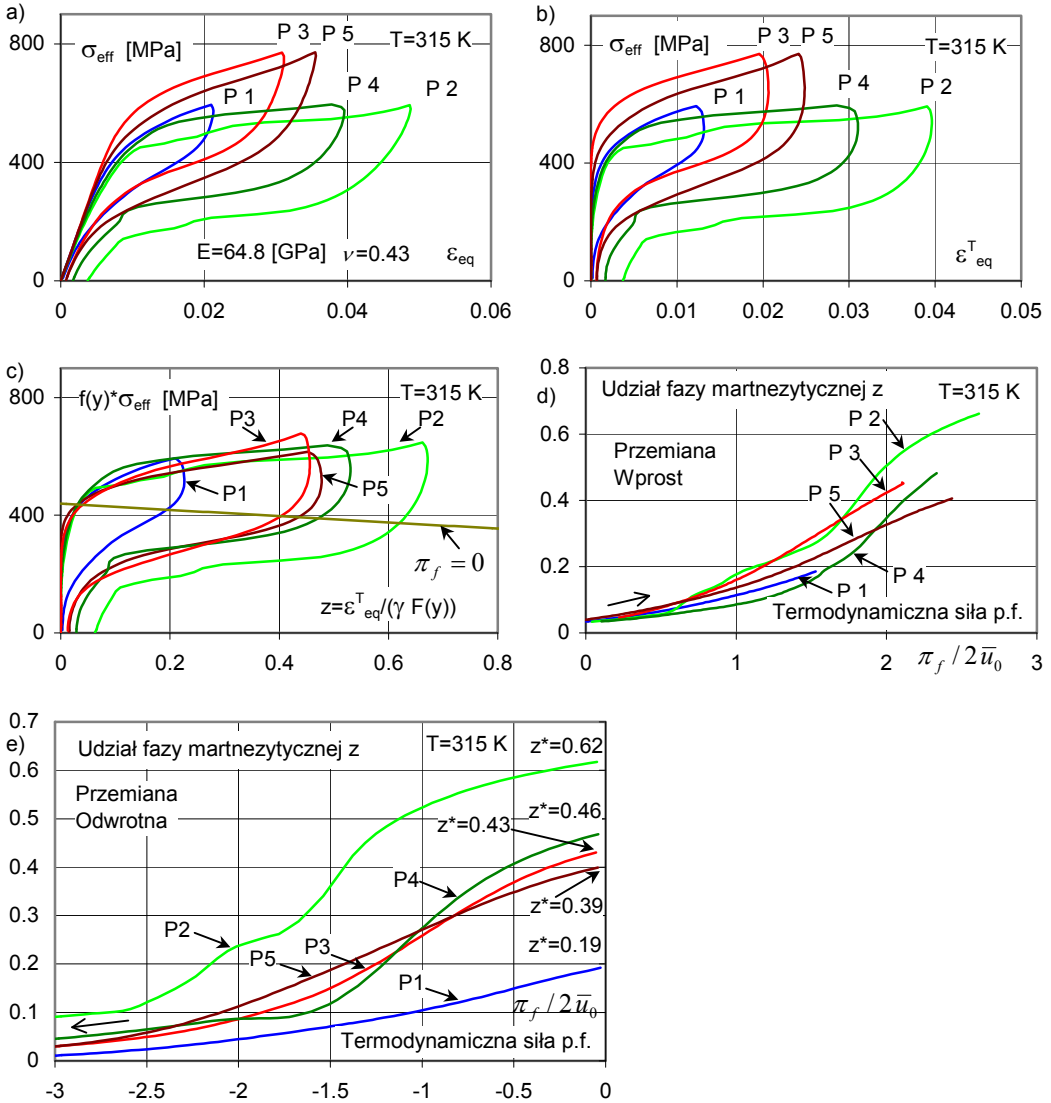 a)
800
400
0
σeff [MPa]
P 3 P 5
T=315 K
P 1
P 4
P 2
E=64.8 [GPa] ν=0.43
εeq
0 0.02 0.04 0.06
b)
800
400
0
σeff [MPa]
P 3 P 5
T=315 K
P 1
P 4
P 2
ε^T_eq
0 0.01 0.02 0.03 0.04 0.05
c)
800
400
0
f(y)*σeff [MPa]
T=315 K
P3
P4
P2
P1
P5
π_f = 0
z=ε^T_eq/(γ F(y))
0 0.2 0.4 0.6 0.8
d)
0.8
0.6
0.4
0.2
0
Udział fazy martnezytycznej z
T=315 K
Przemiana
Wprost
P 2
P 3
P 5
P 4
P 1
Termodynamiczna siła p.f.
0 1 2 3
π_f / 2ū_0
e)
0.7
0.6
0.5
0.4
0.3
0.2
0.1
0
Udział fazy martnezytycznej z
T=315 K
z*=0.62
Przemiana
Odwrotna
z*=0.46
z*=0.43
P4
z*=0.39
P2
P5
P3
z*=0.19
P1
π_f / 2ū_0
Termodynamiczna siła p.f.
-3 -2.5 -2 -1.5 -1 -0.5 0